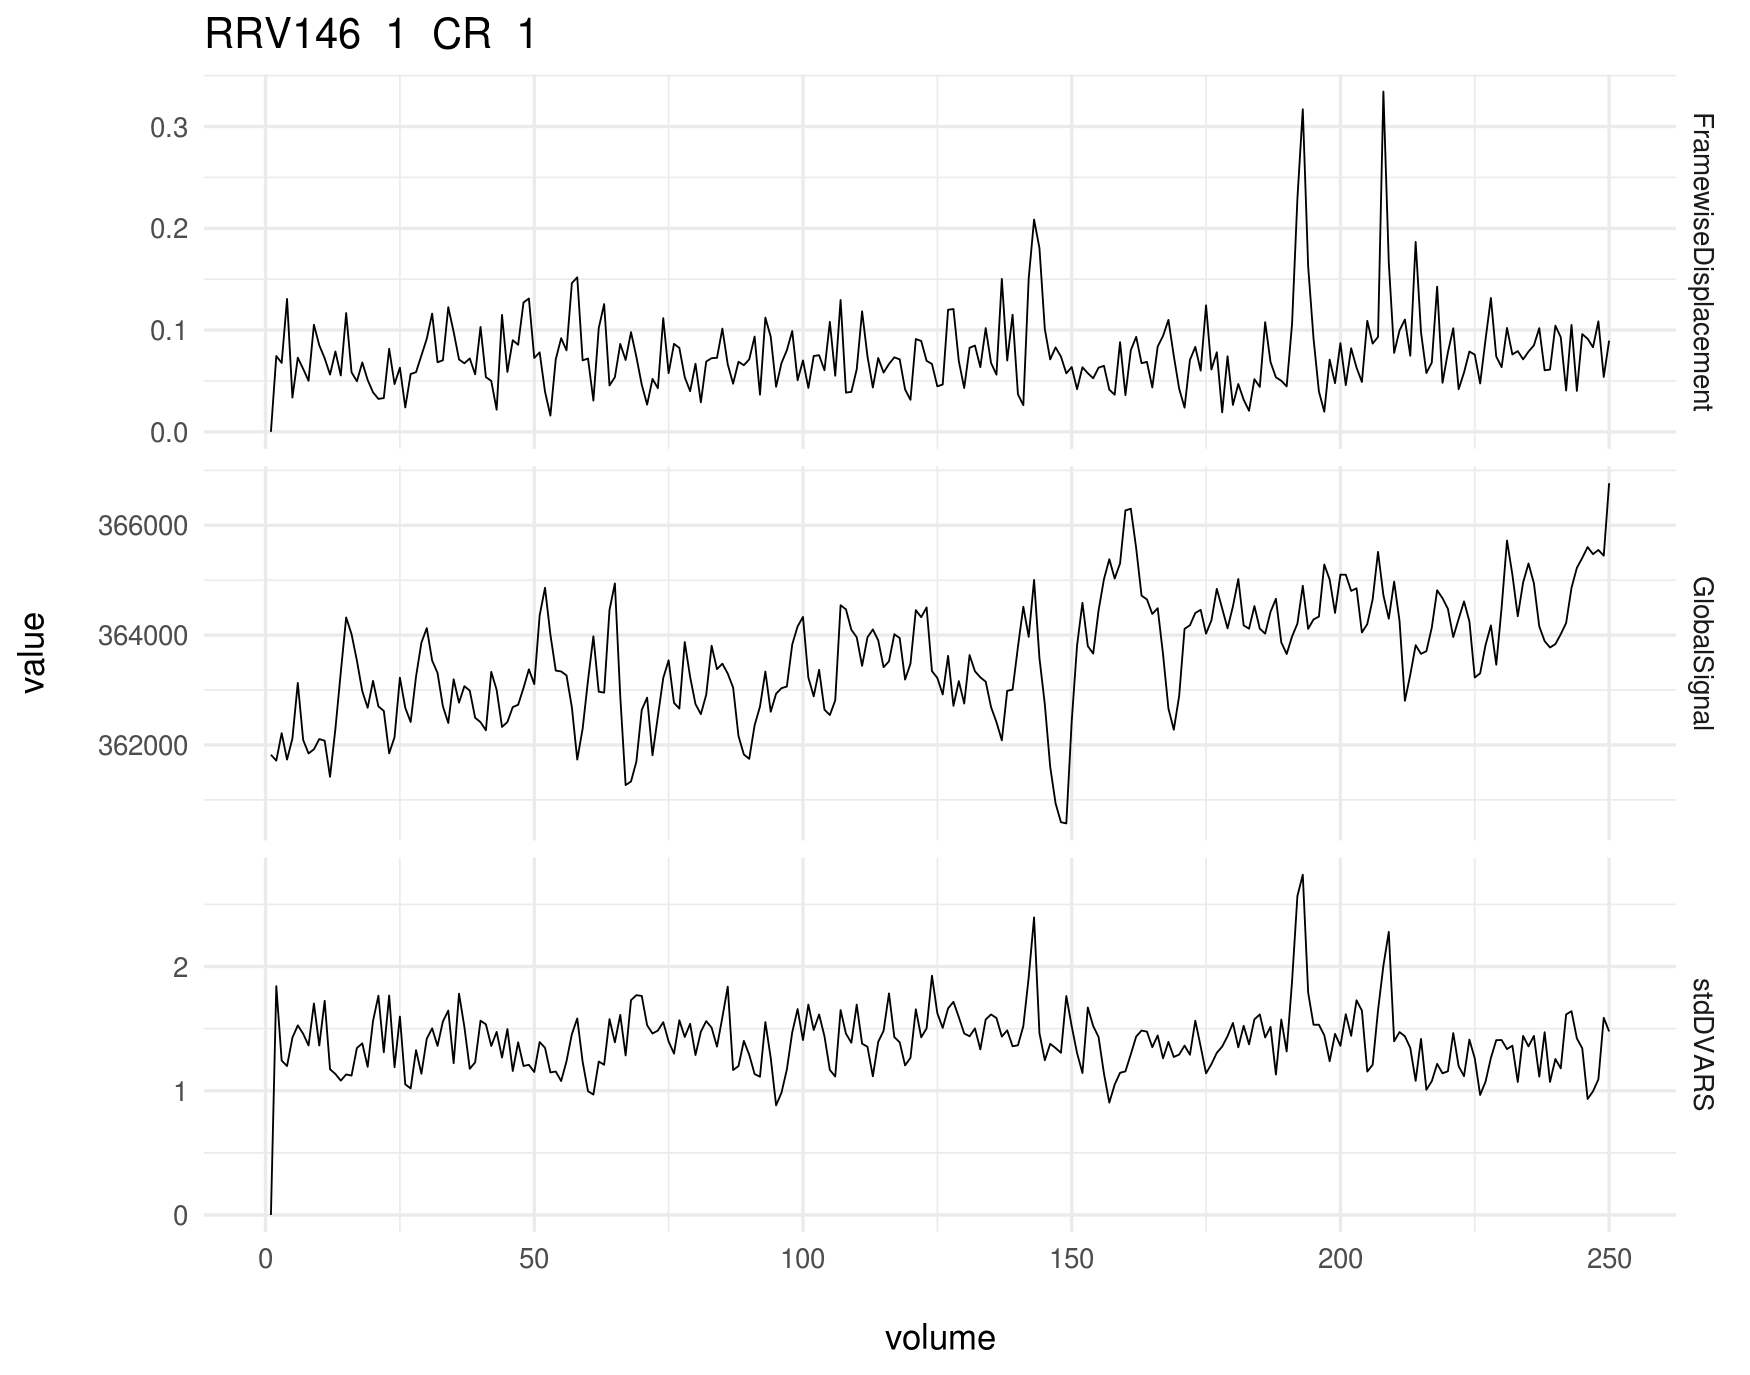 RRV146 1 CR 1
0.3
0.2
0.1
0.0
FramewiseDisplacement
366000
364000
362000
GlobalSignal
value
2
1
0
stdDVARS
0 50 100 150 200 250
volume